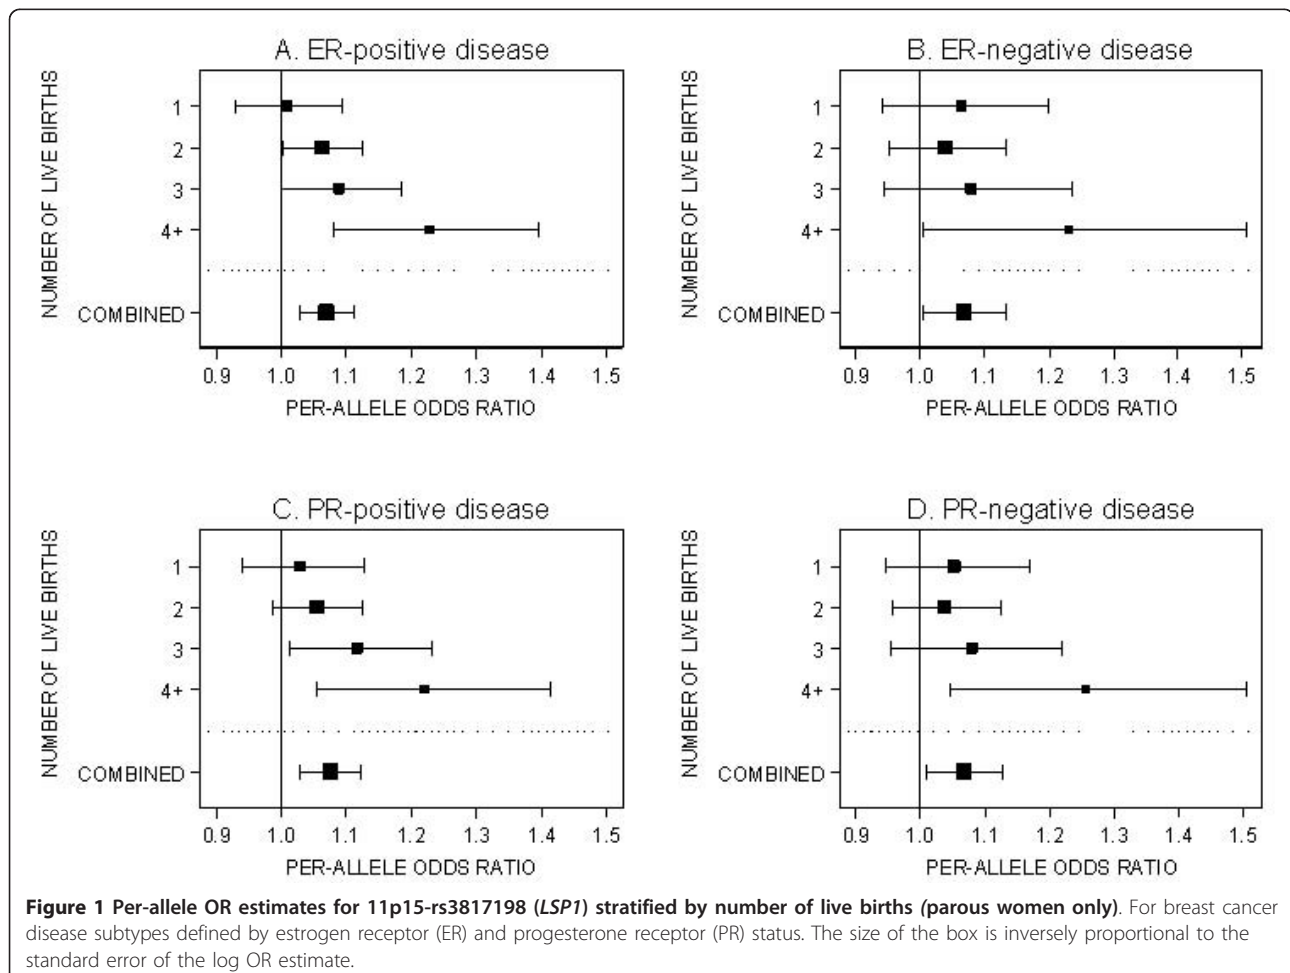 A. ER-positive disease
NUMBER OF LIVE BIRTHS
1
2
3
4+
COMBINED
0.9 1.0 1.1 1.2 1.3 1.4 1.5
PER-ALLELE ODDS RATIO
B. ER-negative disease
NUMBER OF LIVE BIRTHS
1
2
3
4+
COMBINED
0.9 1.0 1.1 1.2 1.3 1.4 1.5
PER-ALLELE ODDS RATIO
C. PR-positive disease
NUMBER OF LIVE BIRTHS
1
2
3
4+
COMBINED
0.9 1.0 1.1 1.2 1.3 1.4 1.5
PER-ALLELE ODDS RATIO
D. PR-negative disease
NUMBER OF LIVE BIRTHS
1
2
3
4+
COMBINED
0.9 1.0 1.1 1.2 1.3 1.4 1.5
PER-ALLELE ODDS RATIO
Figure 1 Per-allele OR estimates for 11p15-rs3817198 (LSP1) stratified by number of live births (parous women only). For breast cancer
disease subtypes defined by estrogen receptor (ER) and progesterone receptor (PR) status. The size of the box is inversely proportional to the
standard error of the log OR estimate.